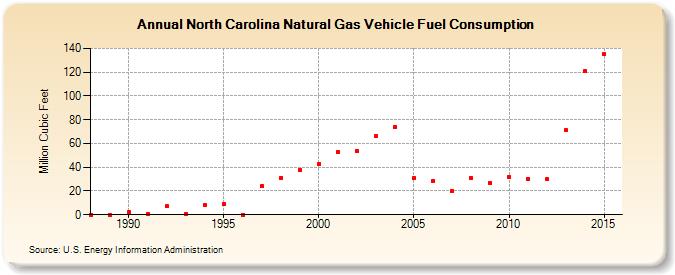 Annual North Carolina Natural Gas Vehicle Fuel Consumption
Million Cubic Feet
140
120
100
80
60
40
20
0
1990 1995 2000 2005 2010 2015
Source: U.S. Energy Information Administration